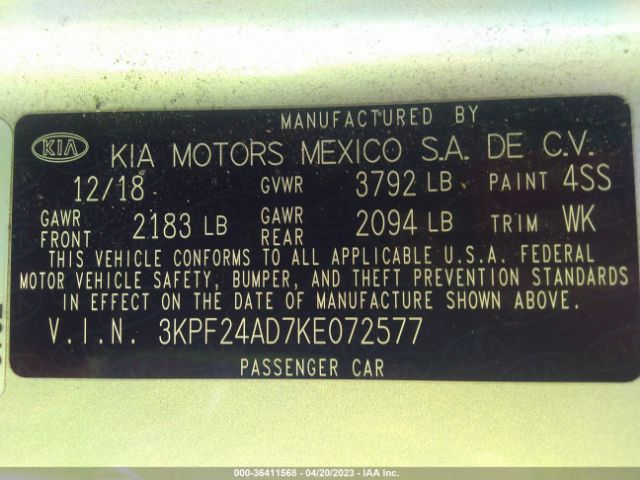 MANUFACTURED BY
KIA KIA MOTORS MEXICO S.A. DE C.V.
12/18 GVWR 3792 LB PAINT 4SS
GAWR FRONT 2183 LB GAWR REAR 2094 LB TRIM WK
THIS VEHICLE CONFORMS TO ALL APPLICABLE U.S.A. FEDERAL
MOTOR VEHICLE SAFETY, BUMPER, AND THEFT PREVENTION STANDARDS
IN EFFECT ON THE DATE OF MANUFACTURE SHOWN ABOVE.
V.I.N. 3KPF24AD7KE072577
PASSENGER CAR
000-36411568 - 04/20/2023 - IAA Inc.